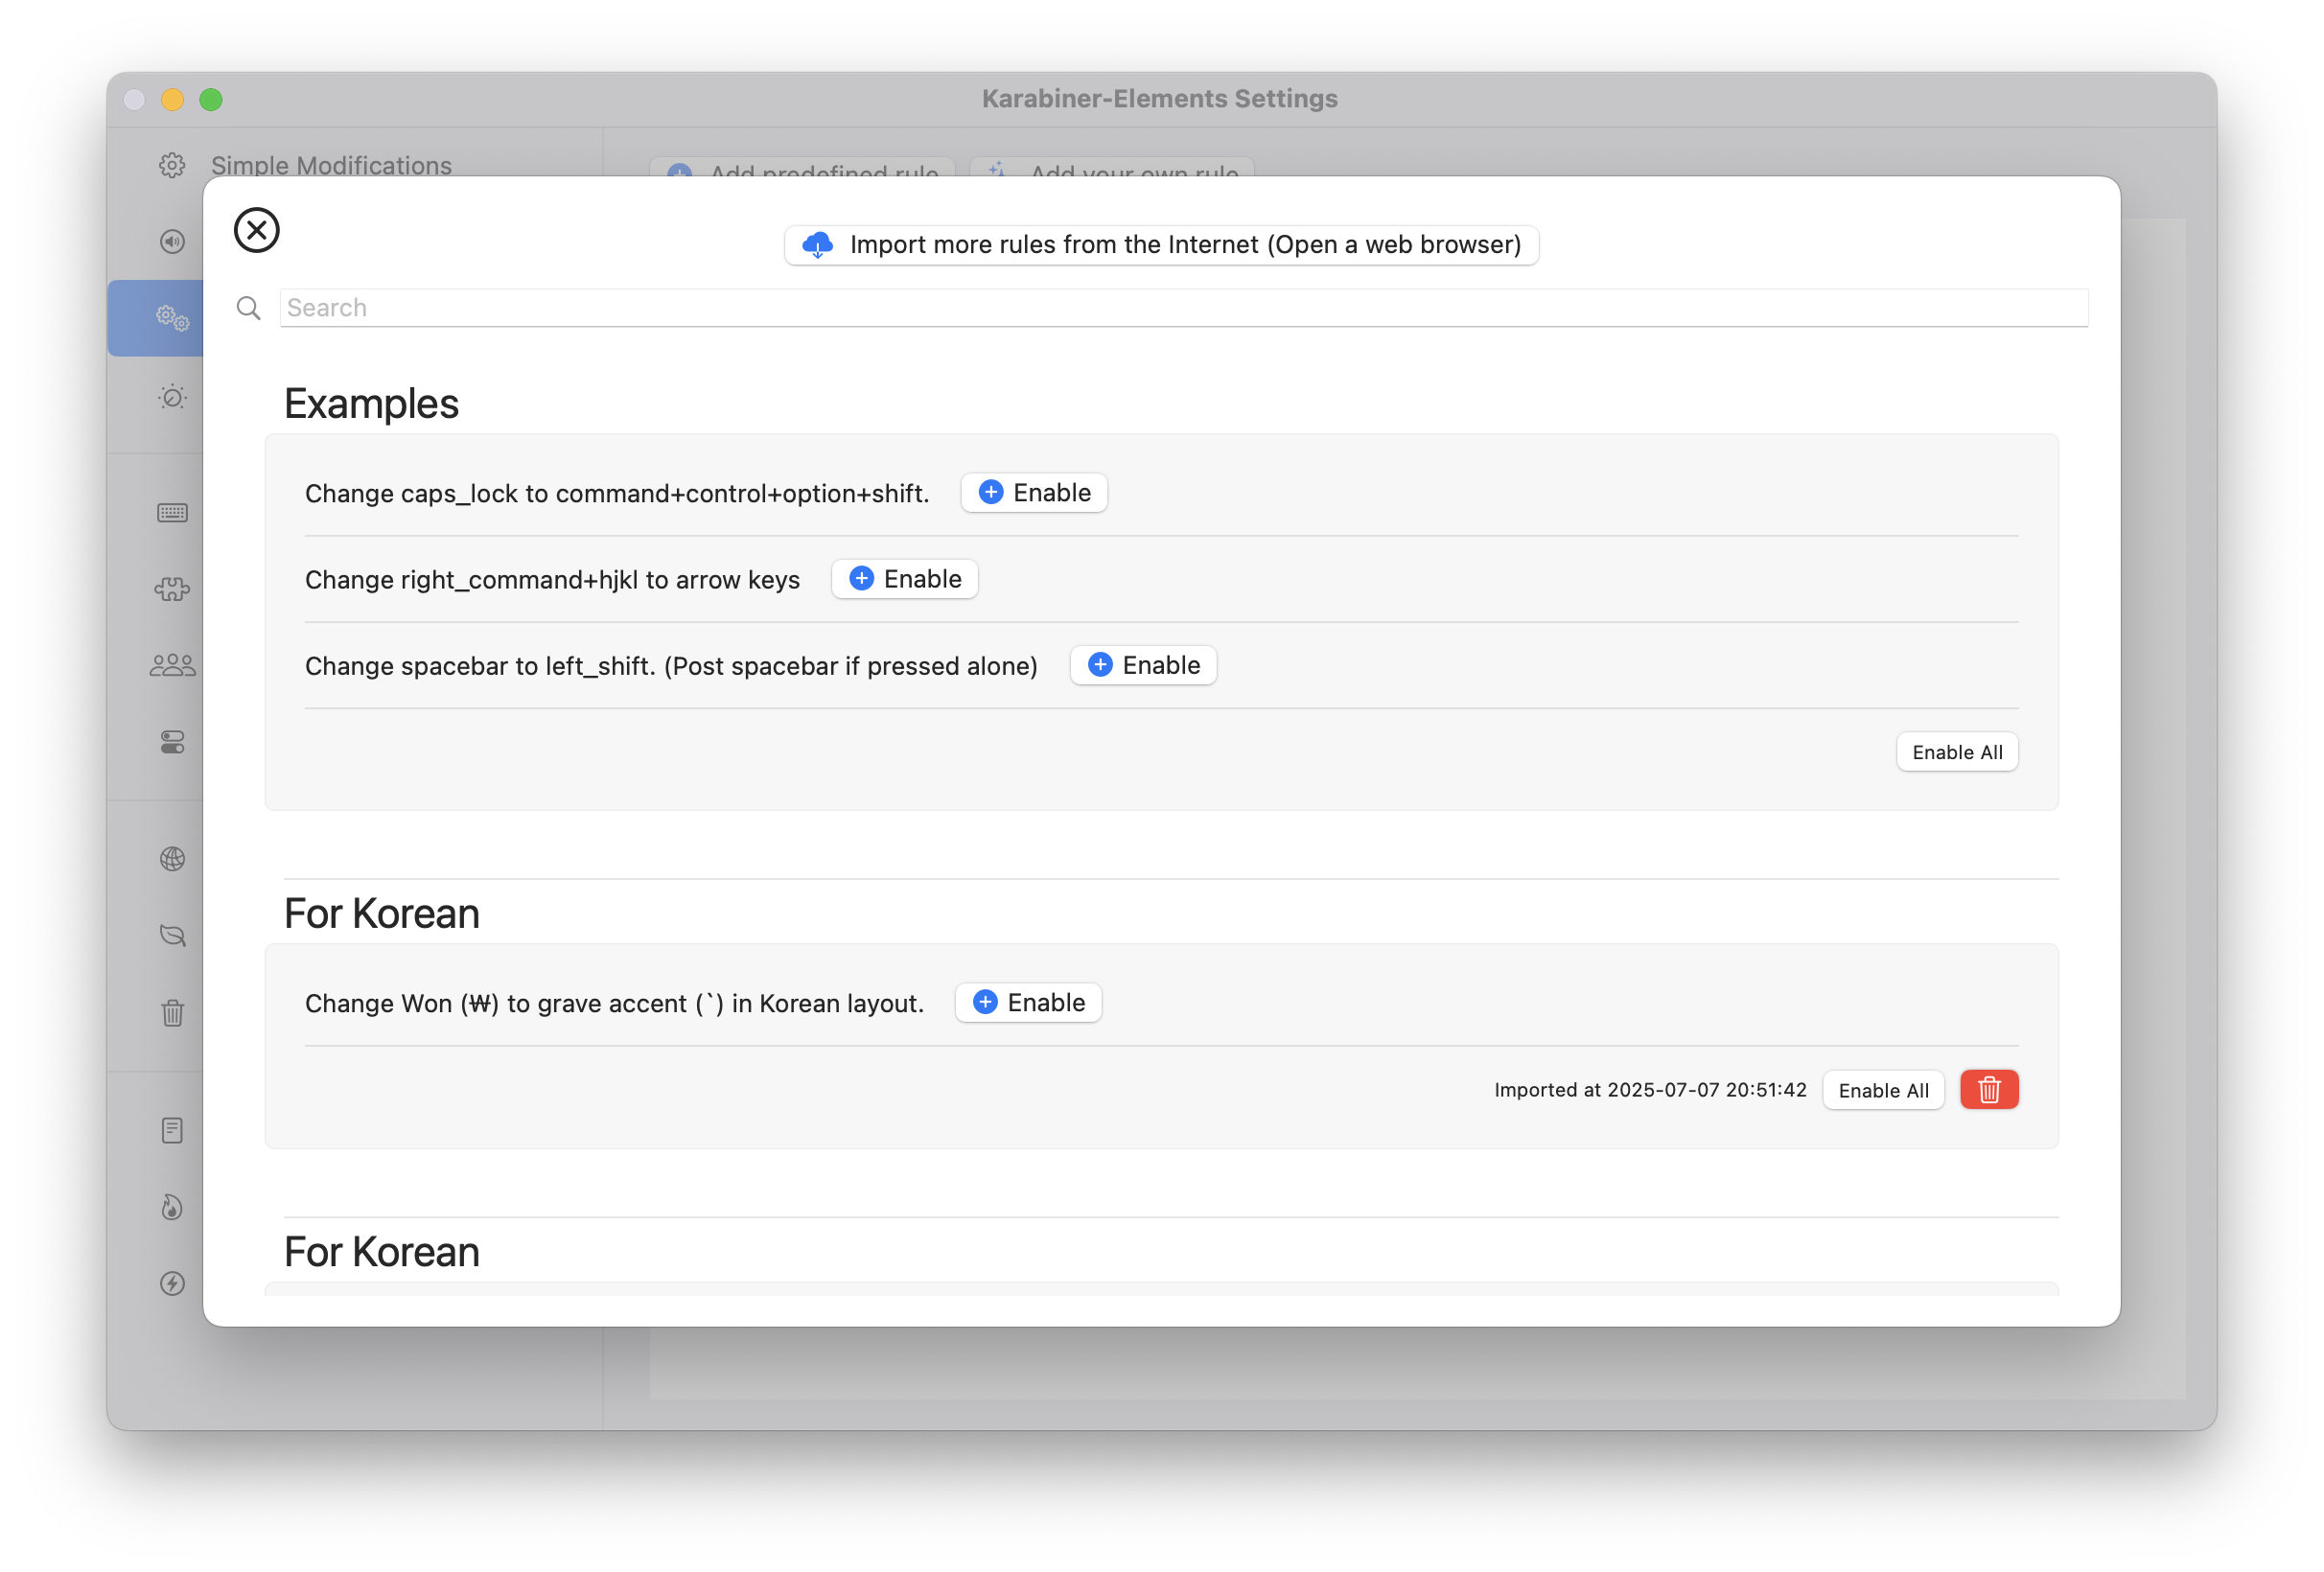 Karabiner-Elements Settings
Simple Modifications
Add predefined rule
Add your own rule
Import more rules from the Internet (Open a web browser)
Search
Examples
Change caps_lock to command+control+option+shift.
Enable
Change right_command+hjkl to arrow keys
Enable
Change spacebar to left_shift. (Post spacebar if pressed alone)
Enable
Enable All
For Korean
Change Won (₩) to grave accent (`) in Korean layout.
Enable
Imported at 2025-07-07 20:51:42
Enable All
For Korean